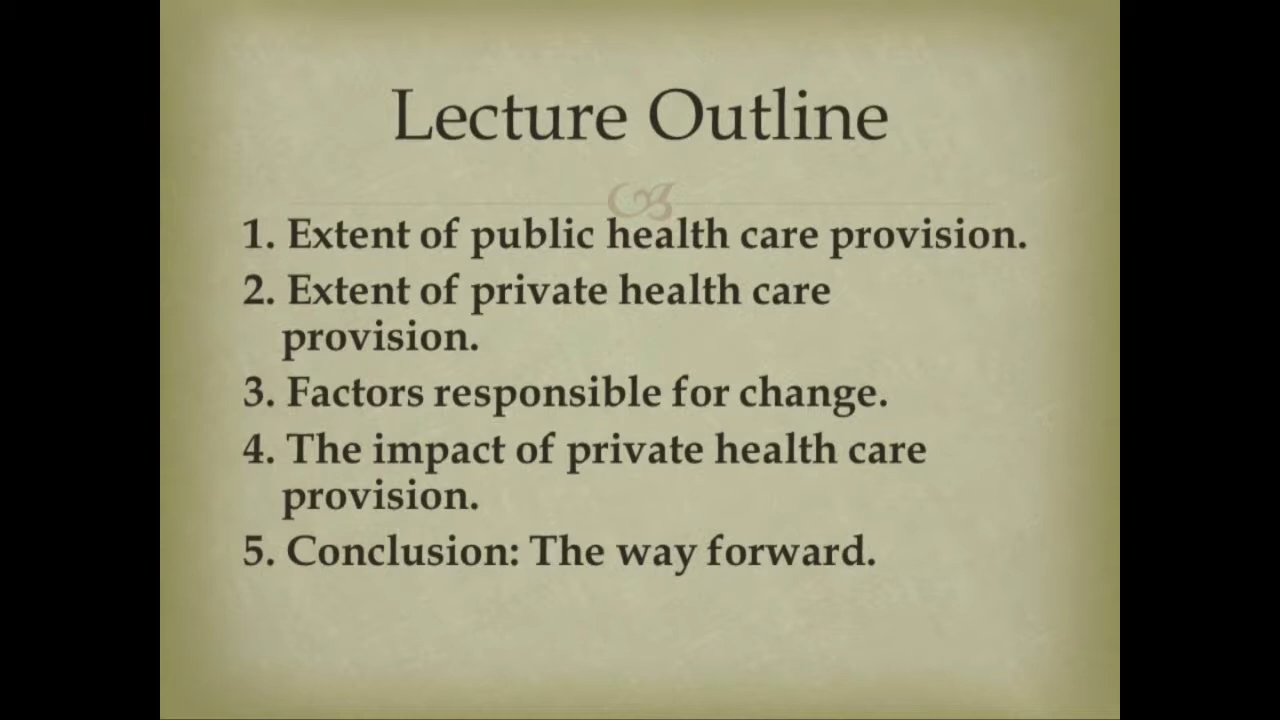 Lecture Outline
1. Extent of public health care provision.
2. Extent of private health care
provision.
3. Factors responsible for change.
4. The impact of private health care
provision.
5. Conclusion: The way forward.